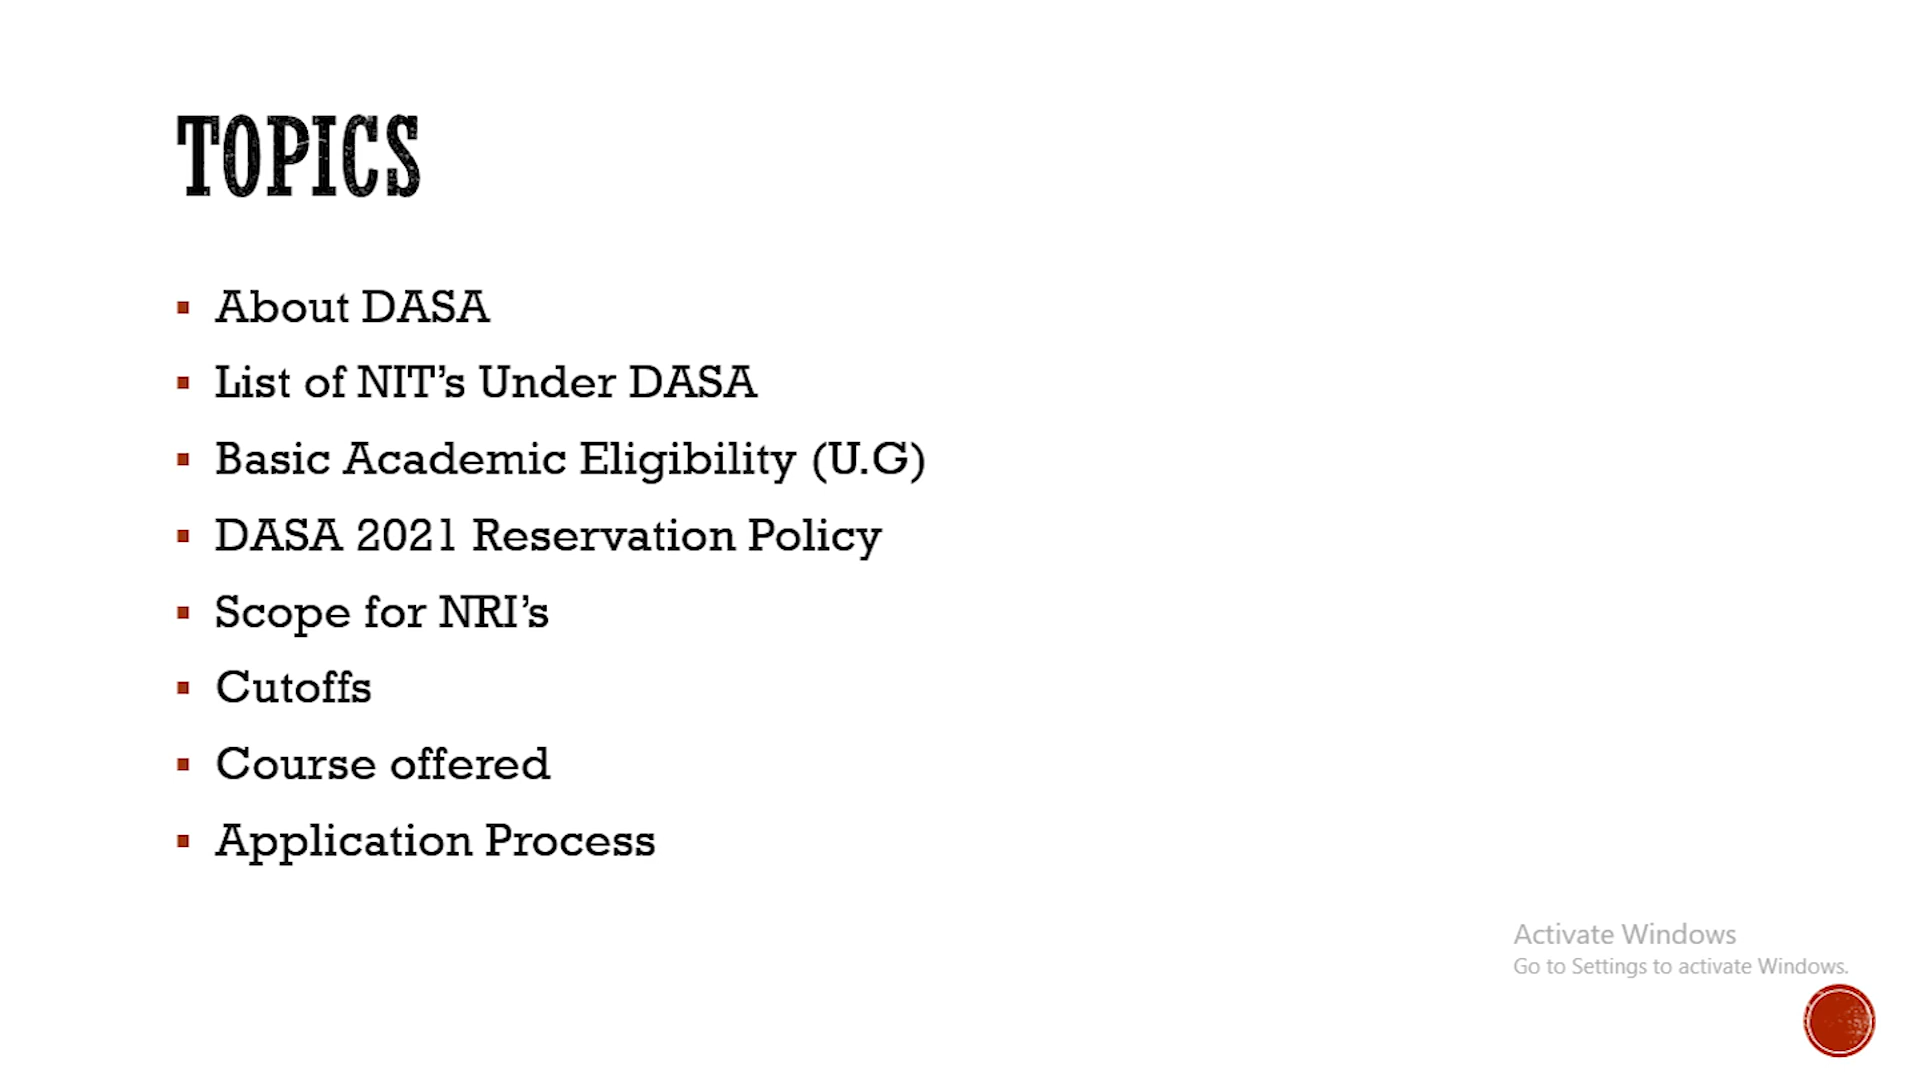 TOPICS
▪ About DASA
▪ List of NIT’s Under DASA
▪ Basic Academic Eligibility (U.G)
▪ DASA 2021 Reservation Policy
▪ Scope for NRI’s
▪ Cutoffs
▪ Course offered
▪ Application Process
Activate Windows
Go to Settings to activate Windows.